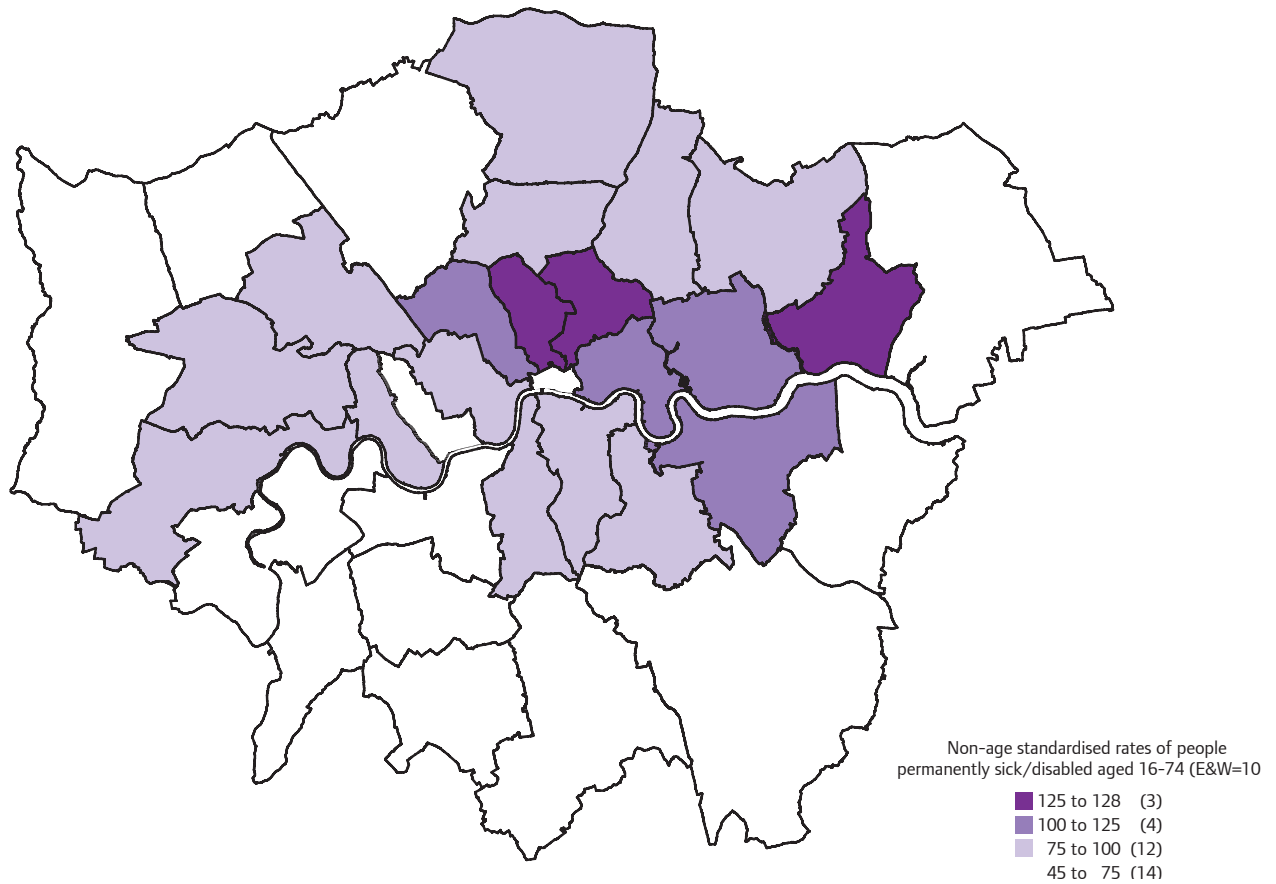 Non-age standardised rates of people
permanently sick/disabled aged 16-74 (E&W=10
125 to 128 (3)
100 to 125 (4)
75 to 100 (12)
45 to 75 (14)